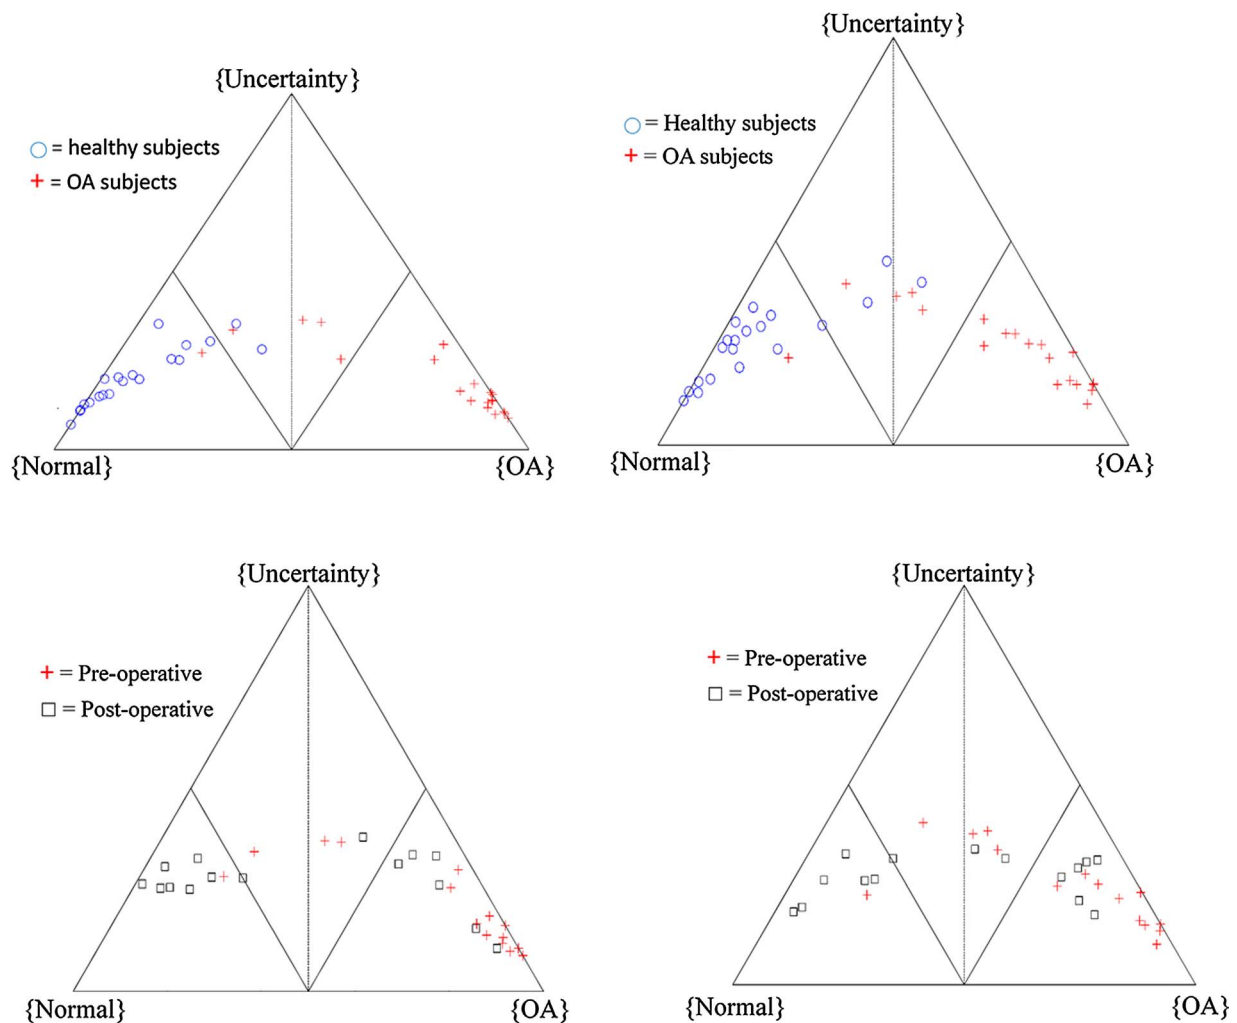 {Uncertainty}
= healthy subjects
= OA subjects
{Normal}
{OA}
{Uncertainty}
= Healthy subjects
= OA subjects
{Normal}
{OA}
{Uncertainty}
= Pre-operative
= Post-operative
{Normal}
{OA}
{Uncertainty}
= Pre-operative
= Post-operative
{Normal}
{OA}